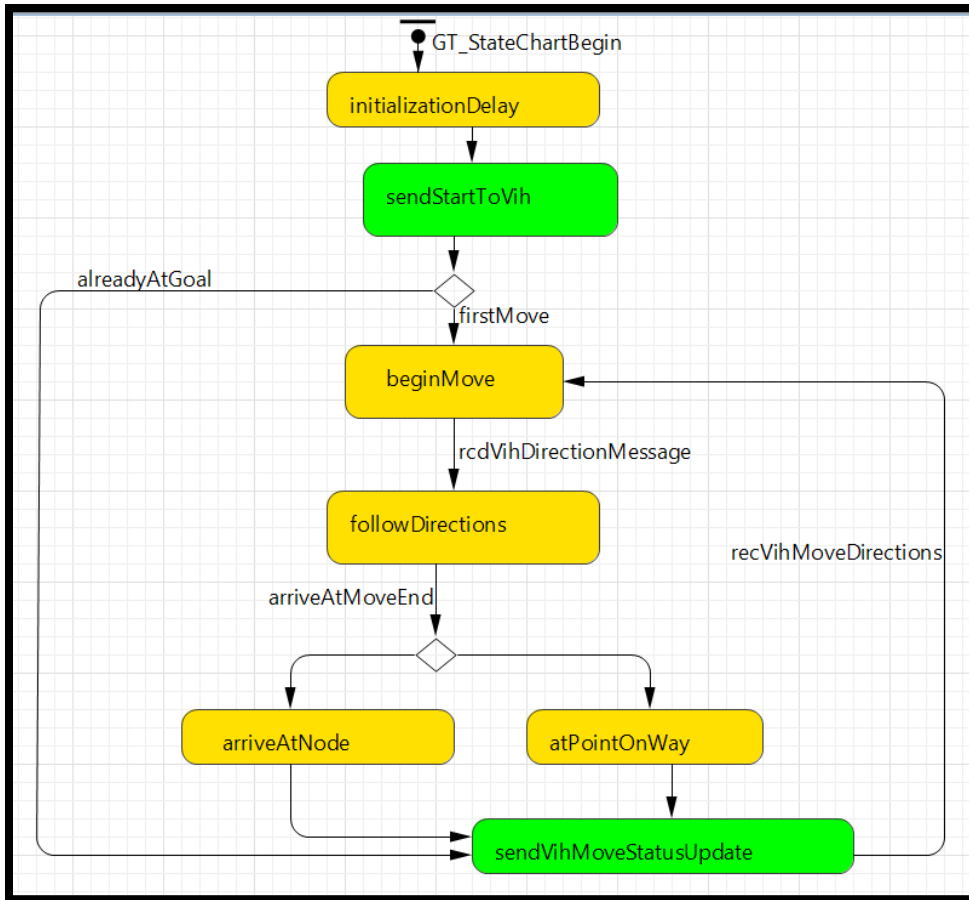 GT_StateChartBegin
initializationDelay
sendStartToVih
alreadyAtGoal
firstMove
beginMove
rcdVihDirectionMessage
followDirections
recVihMoveDirections
arriveAtMoveEnd
arriveAtNode
atPointOnWay
sendVihMoveStatusUpdate